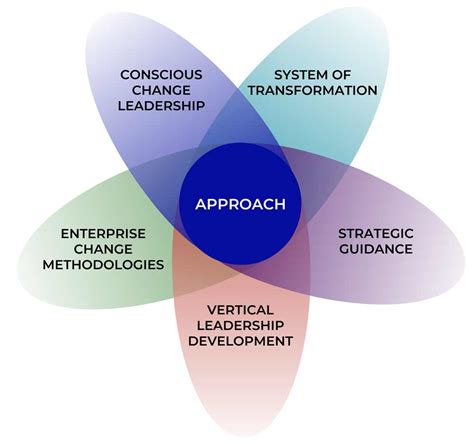 CONSCIOUS
CHANGE
LEADERSHIP
SYSTEM OF
TRANSFORMATION
APPROACH
ENTERPRISE
CHANGE
METHODOLOGIES
STRATEGIC
GUIDANCE
VERTICAL
LEADERSHIP
DEVELOPMENT